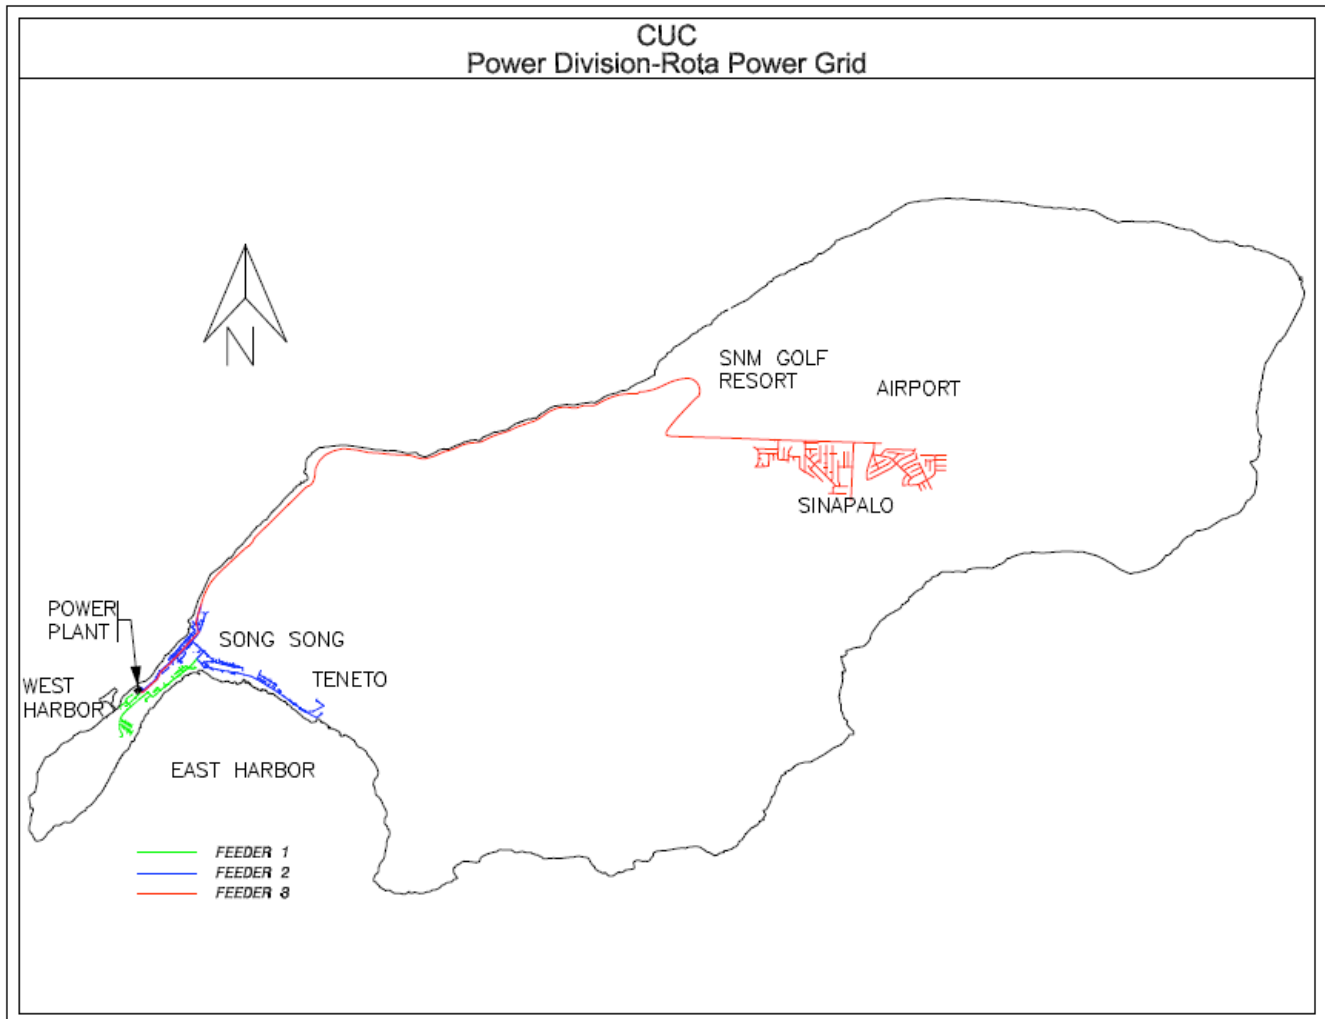 CUC
Power Division-Rota Power Grid
N
SNM GOLF
RESORT
AIRPORT
SINAPALO
POWER
PLANT
SONG SONG
TENETO
WEST
HARBOR
EAST HARBOR
FEEDER 1
FEEDER 2
FEEDER 3